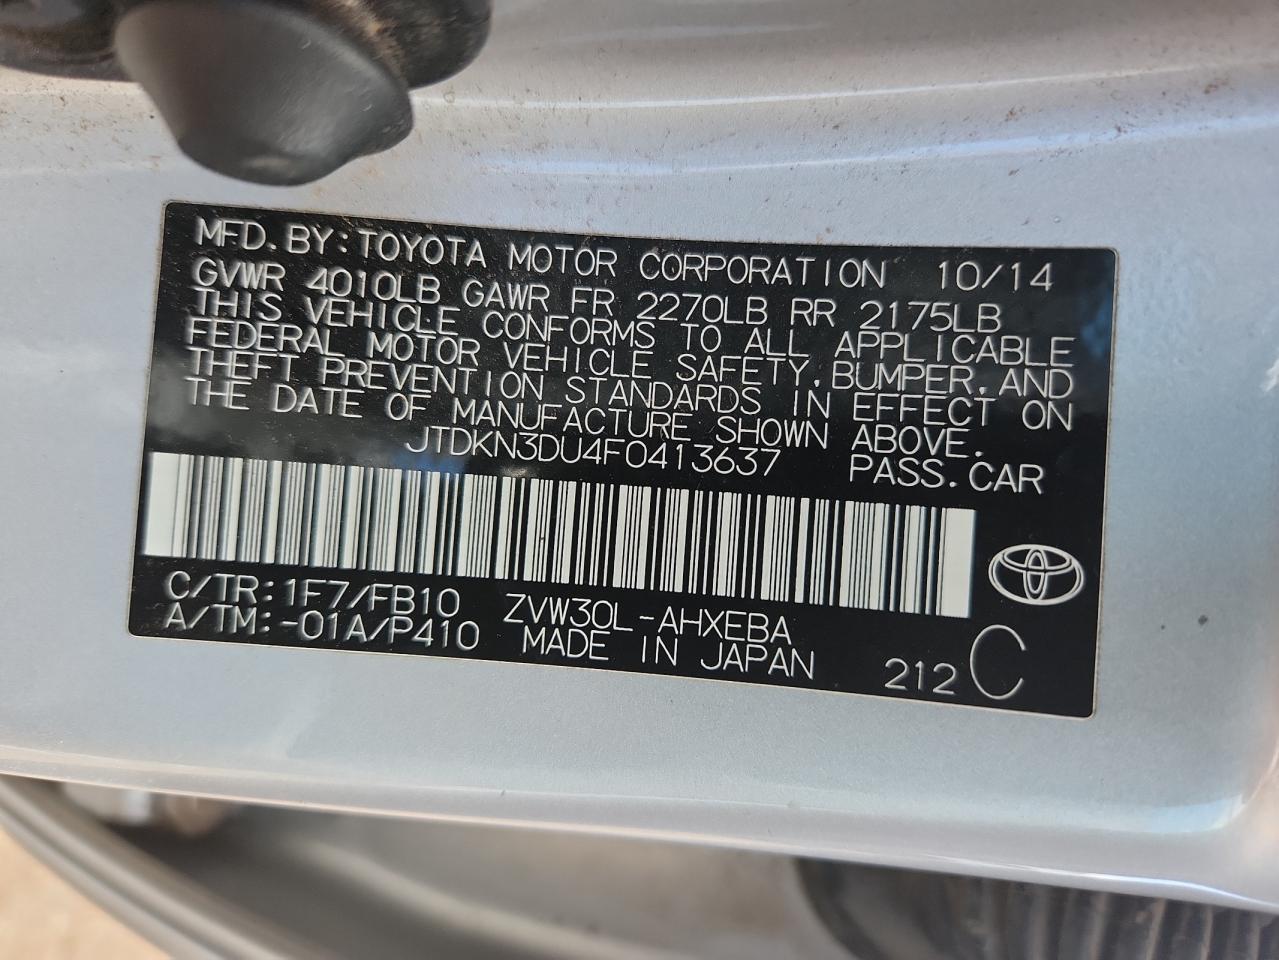 MFD. BY: TOYOTA MOTOR CORPORATION 10/14
GVWR 4010LB GAWR FR 2270LB RR 2175LB
THIS VEHICLE CONFORMS TO ALL APPLICABLE
FEDERAL MOTOR VEHICLE SAFETY, BUMPER, AND
THEFT PREVENTION STANDARDS IN EFFECT ON
THE DATE OF MANUFACTURE SHOWN ABOVE.
JTDKN3DU4F0413637 PASS. CAR
C/TR: 1F7/FB10 ZVW30L-AHXEBA
A/TM: -01A/P410 MADE IN JAPAN 212 C